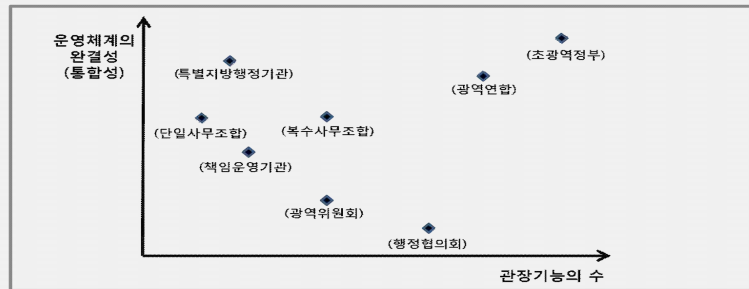 운영체계의
완결성
(통합성)
(초광역정부)
(특별지방행정기관)
(광역연합)
(단일사무조합)
(복수사무조합)
(책임운영기관)
(광역위원회)
(행정협의회)
관장기능의 수